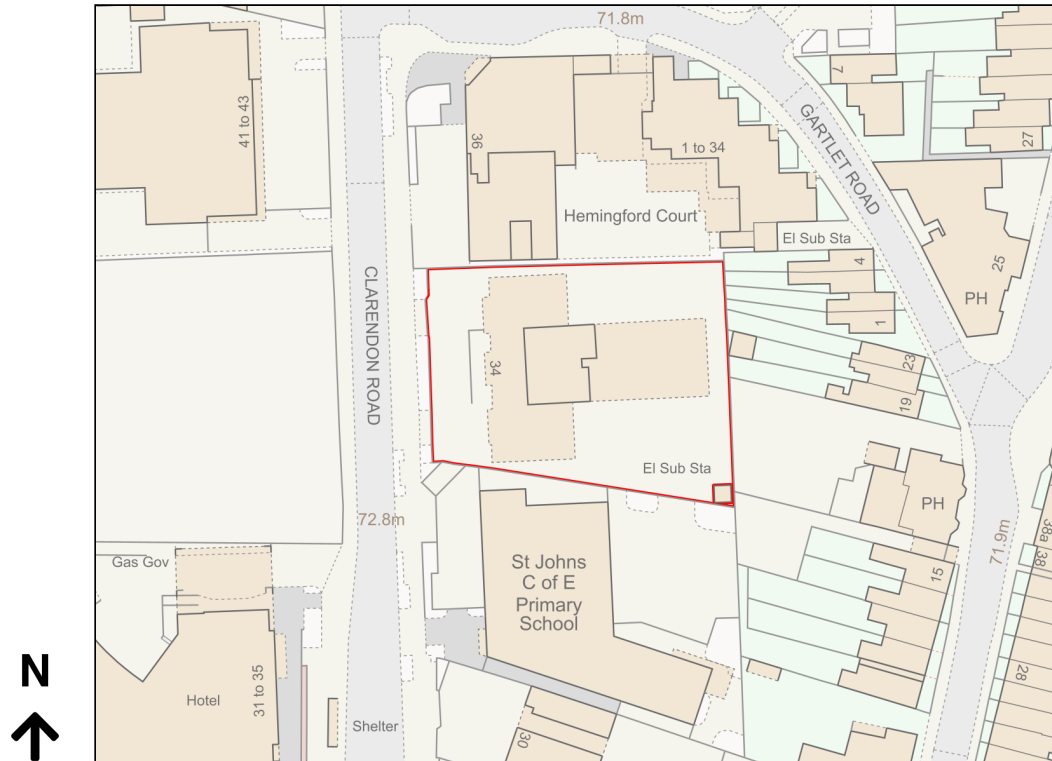 71.8m
7
41 to 43
36
1 to 34
27
GARTLET ROAD
Hemingford Court
El Sub Sta
4
25
CLARENDON ROAD
PH
1
34
23
19
El Sub Sta
PH
72.8m
38a
38
71.9m
Gas Gov
St Johns
C of E
Primary
School
15
N
Hotel
31 to 35
28
Shelter
30